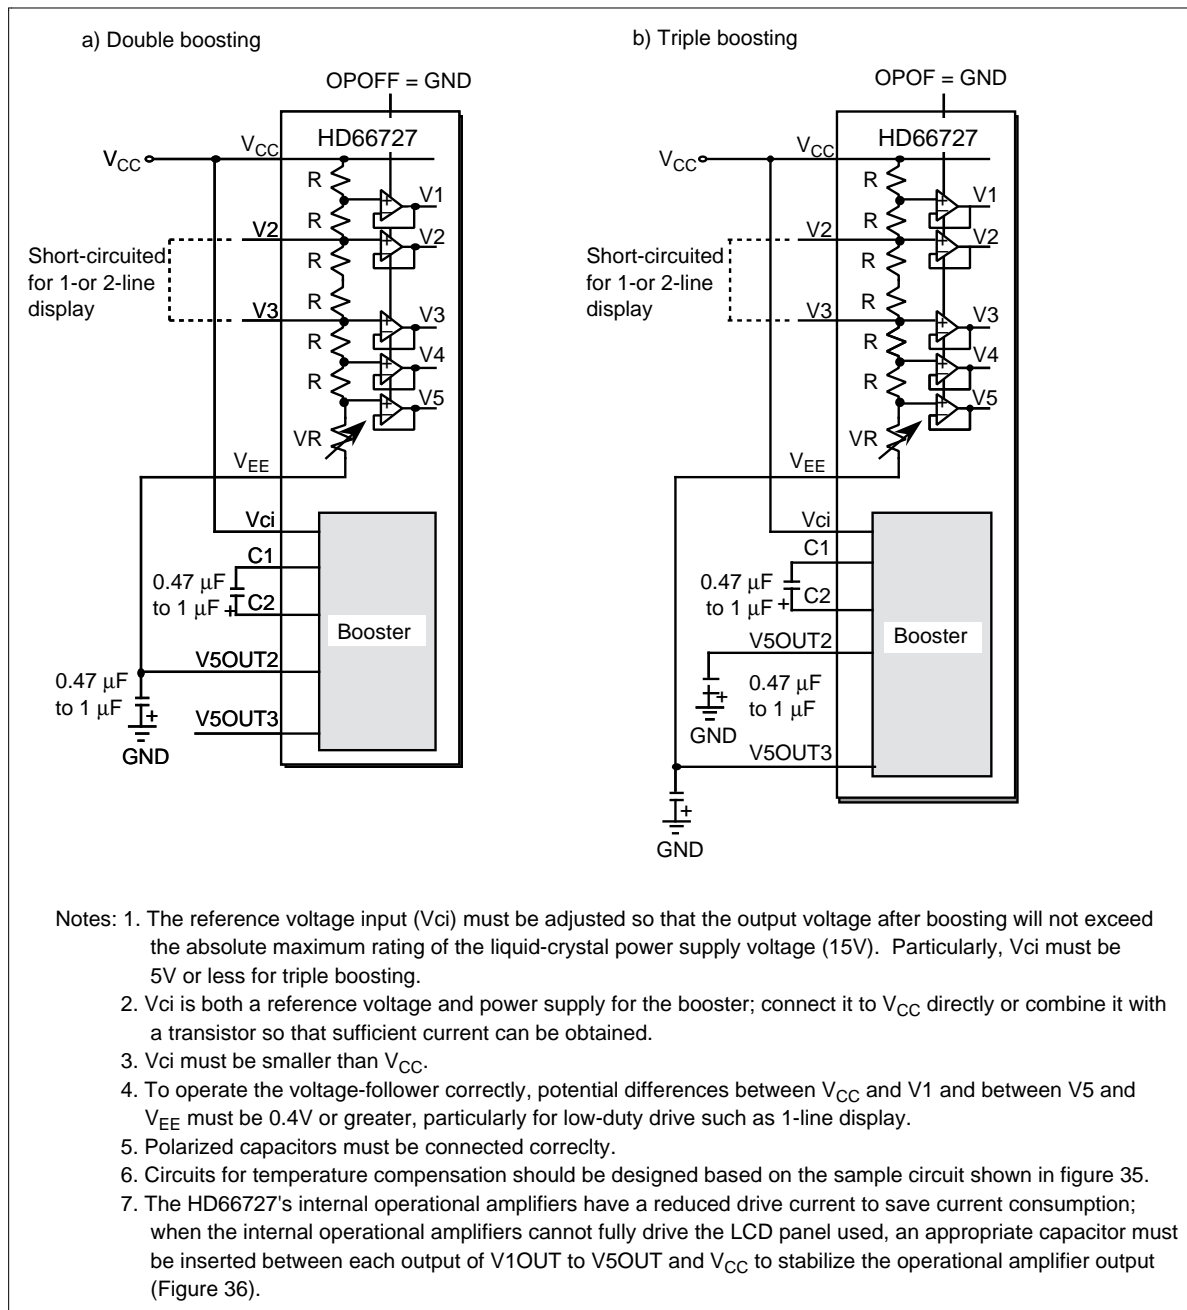 a) Double boosting
OPOFF = GND
HD66727
VCC
VCC
R
V1
R
V2
V2
Short-circuited
for 1-or 2-line
display
R
R
V3
V3
R
V4
R
V5
VR
VEE
Vci
C1
0.47 µF
to 1 µF
+
C2
Booster
V5OUT2
0.47 µF
to 1 µF
+
V5OUT3
GND
b) Triple boosting
OPOF = GND
HD66727
VCC
VCC
R
V1
R
V2
V2
Short-circuited
for 1-or 2-line
display
R
R
V3
V3
R
V4
R
V5
VR
VEE
Vci
C1
0.47 µF
to 1 µF
+
C2
Booster
V5OUT2
0.47 µF
to 1 µF
+
GND
V5OUT3
+
GND
Notes: 1. The reference voltage input (Vci) must be adjusted so that the output voltage after boosting will not exceed
the absolute maximum rating of the liquid-crystal power supply voltage (15V). Particularly, Vci must be
5V or less for triple boosting.
2. Vci is both a reference voltage and power supply for the booster; connect it to VCC directly or combine it with
a transistor so that sufficient current can be obtained.
3. Vci must be smaller than VCC.
4. To operate the voltage-follower correctly, potential differences between VCC and V1 and between V5 and
VEE must be 0.4V or greater, particularly for low-duty drive such as 1-line display.
5. Polarized capacitors must be connected correclty.
6. Circuits for temperature compensation should be designed based on the sample circuit shown in figure 35.
7. The HD66727's internal operational amplifiers have a reduced drive current to save current consumption;
when the internal operational amplifiers cannot fully drive the LCD panel used, an appropriate capacitor must
be inserted between each output of V1OUT to V5OUT and VCC to stabilize the operational amplifier output
(Figure 36).